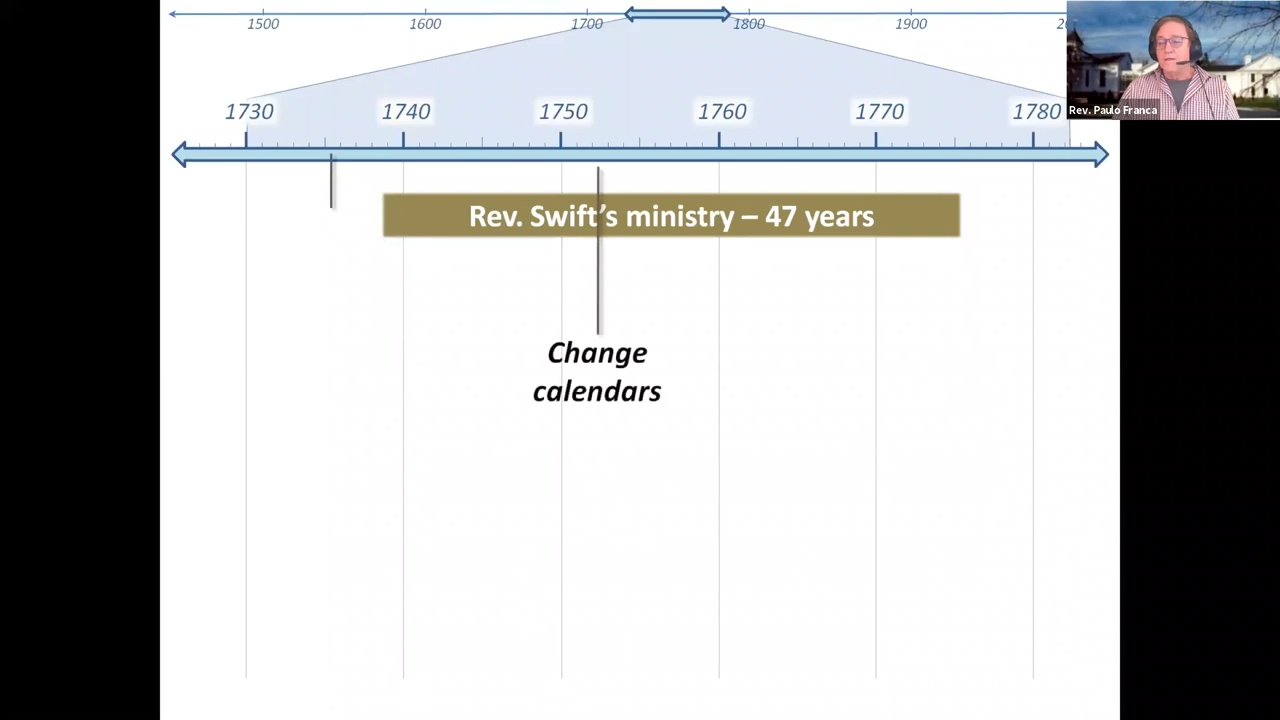 1500 1600 1700 1800 1900
Rev. Paulo Franca
1730 1740 1750 1760 1770 1780
Rev. Swift's ministry – 47 years
Change
calendars